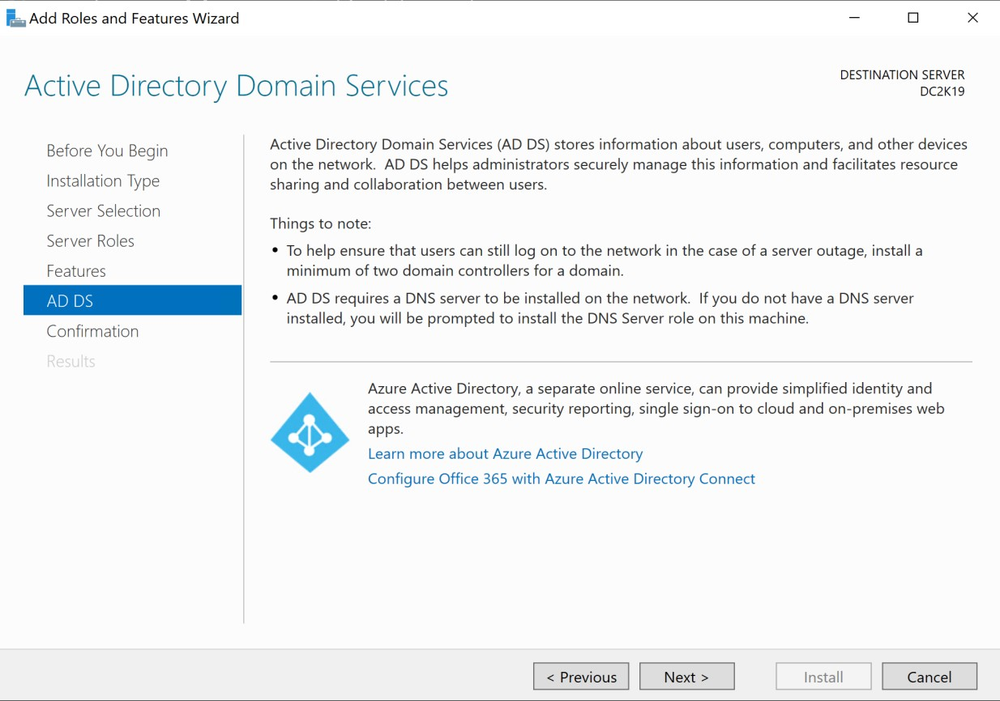 Add Roles and Features Wizard
Active Directory Domain Services
DESTINATION SERVER
DC2K19
Before You Begin
Installation Type
Server Selection
Server Roles
Features
AD DS
Confirmation
Results
Active Directory Domain Services (AD DS) stores information about users, computers, and other devices
on the network.  AD DS helps administrators securely manage this information and facilitates resource
sharing and collaboration between users.
Things to note:
• To help ensure that users can still log on to the network in the case of a server outage, install a
minimum of two domain controllers for a domain.
• AD DS requires a DNS server to be installed on the network.  If you do not have a DNS server
installed, you will be prompted to install the DNS Server role on this machine.
Azure Active Directory, a separate online service, can provide simplified identity and
access management, security reporting, single sign-on to cloud and on-premises web
apps.
Learn more about Azure Active Directory
Configure Office 365 with Azure Active Directory Connect
< Previous
Next >
Install
Cancel